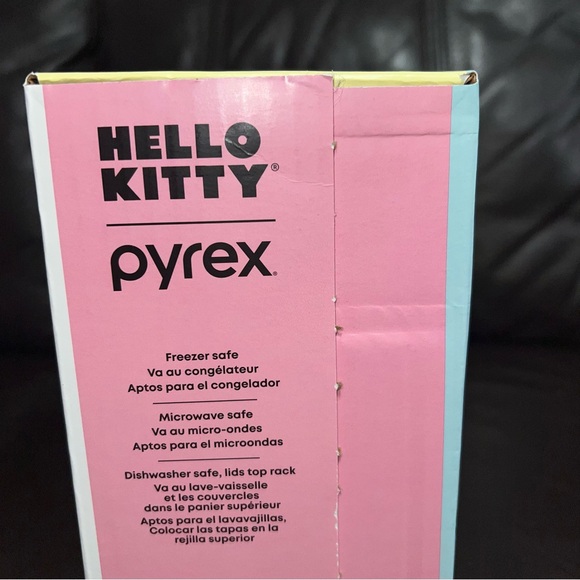 HELLO
KITTY®
pyrex®
Freezer safe
Va au congélateur
Aptos para el congelador
Microwave safe
Va au micro-ondes
Aptos para el microondas
Dishwasher safe, lids top rack
Va au lave-vaisselle
et les couvercles
dans le panier supérieur
Aptos para el lavavajillas,
Colocar las tapas en la
rejilla superior